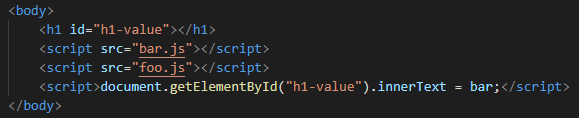 <body>
<h1 id="h1-value"></h1>
<script src="bar.js"></script>
<script src="foo.js"></script>
<script>document.getElementById("h1-value").innerText = bar;</script>
</body>